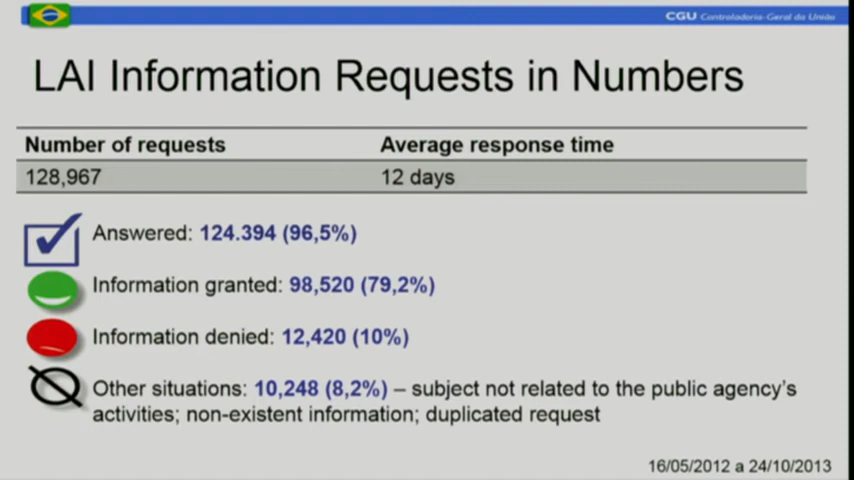 CGU Controladoria-Geral da União
LAI Information Requests in Numbers
Number of requests Average response time
128,967 12 days
Answered: 124.394 (96,5%)
Information granted: 98,520 (79,2%)
Information denied: 12,420 (10%)
Other situations: 10,248 (8,2%) – subject not related to the public agency's
activities; non-existent information; duplicated request
16/05/2012 a 24/10/2013